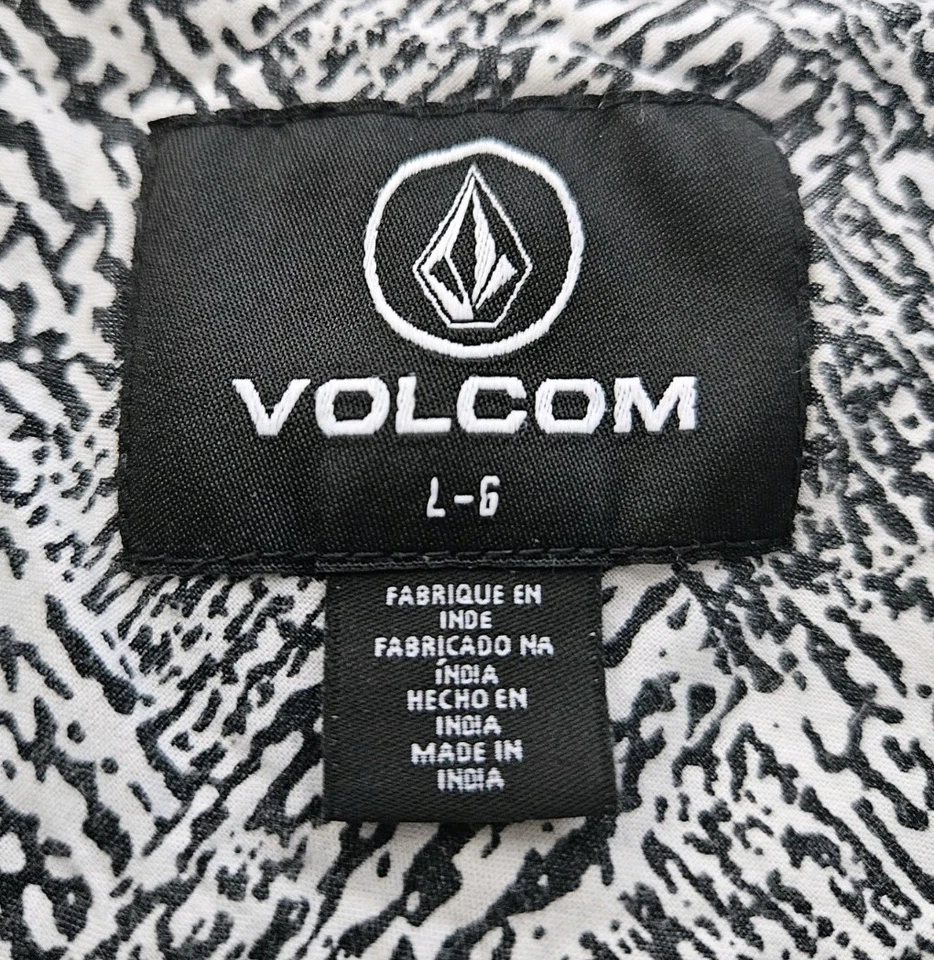 VOLCOM
L-G
FABRIQUE EN
INDE
FABRICADO NA
ÍNDIA
HECHO EN
INDIA
MADE IN
INDIA